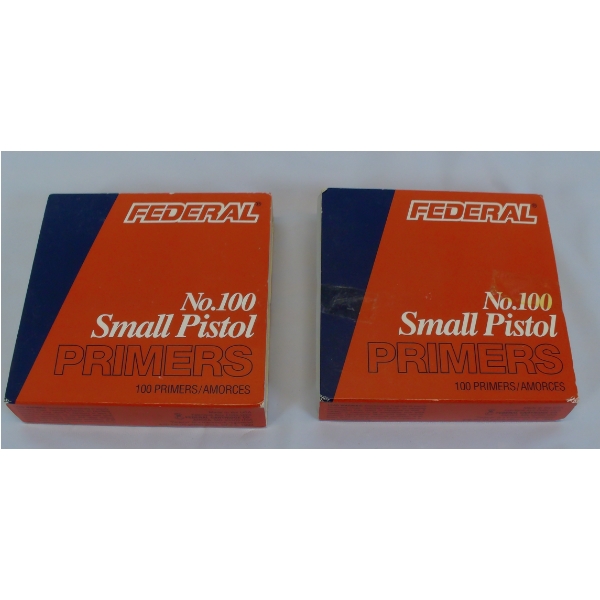 FEDERAL®
No.100
Small Pistol
PRIMERS
100 PRIMERS/AMORCES
FEDERAL®
No.100
Small Pistol
PRIMERS
100 PRIMERS/AMORCES